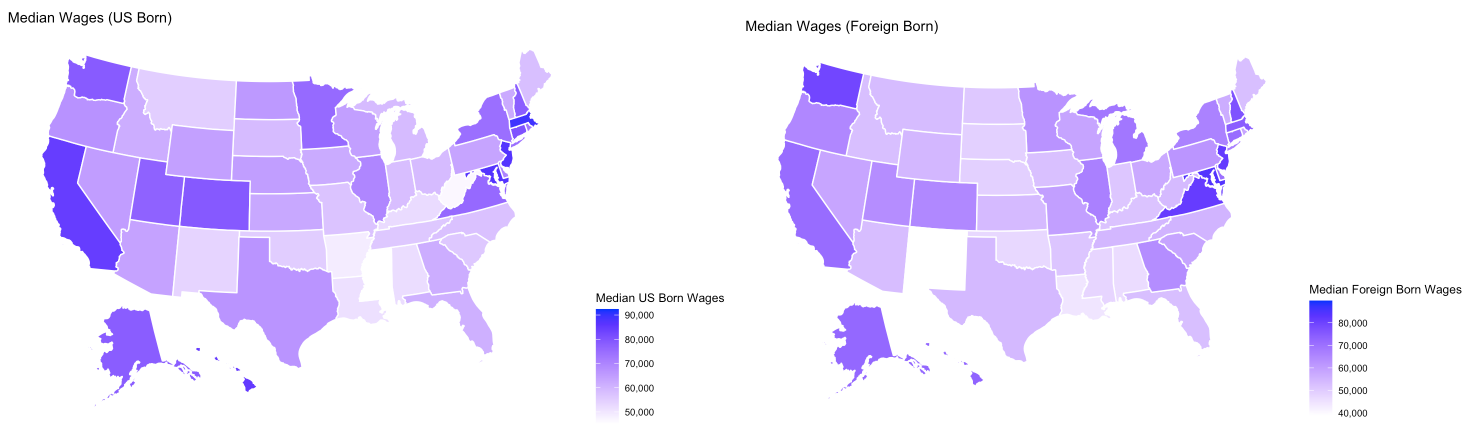 Median Wages (US Born)
Median US Born Wages
90,000
80,000
70,000
60,000
50,000
Median Wages (Foreign Born)
Median Foreign Born Wages
80,000
70,000
60,000
50,000
40,000